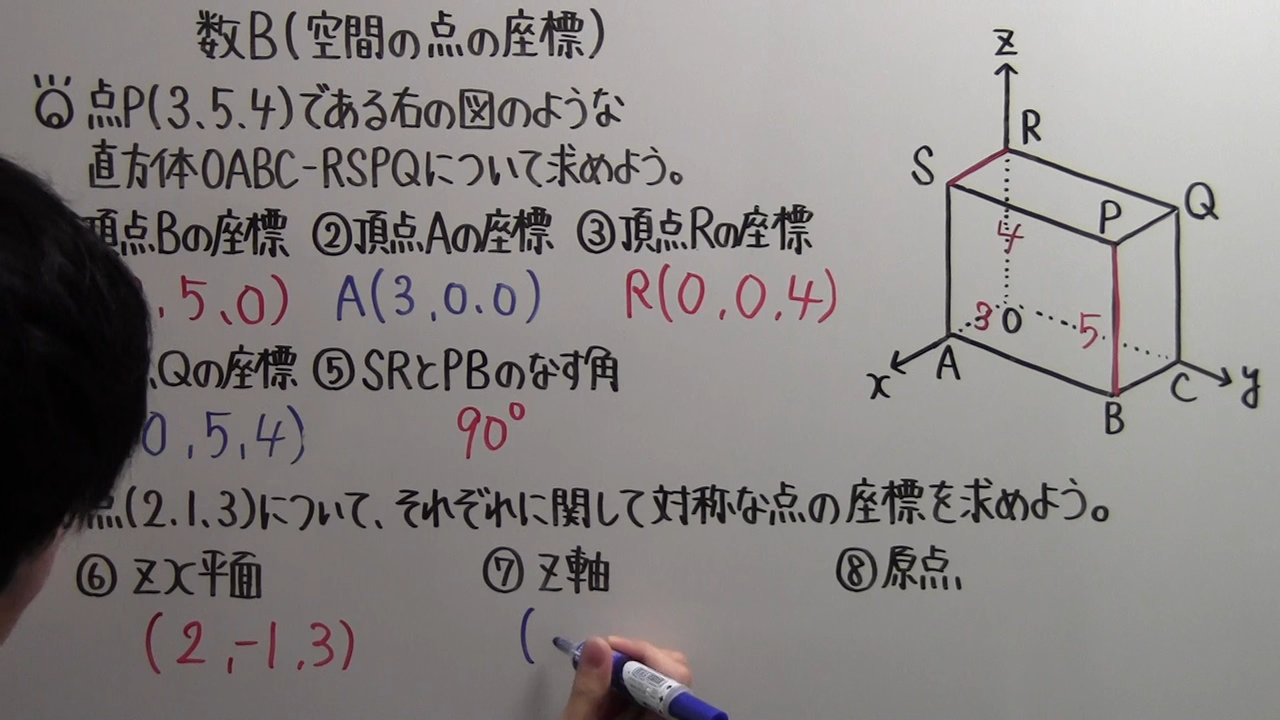 数B(空間の点の座標)
点P(3.5.4)である右の図のような
直方体OABC-RSPQについて求めよう。
頂点Bの座標 ②頂点Aの座標 ③頂点Rの座標
,5,0) A(3,0.0) R(0,0,4)
Qの座標 ⑤SRとPBのなす角
0,5,4) 90°
点(2.1.3)について、それぞれに関して対称な点の座標を求めよう。
⑥ZX平面 ⑦Z軸 ⑧原点
(2,-1,3) (
z
R
S
Q
P
4
3
O
5
x
A
B
C
y